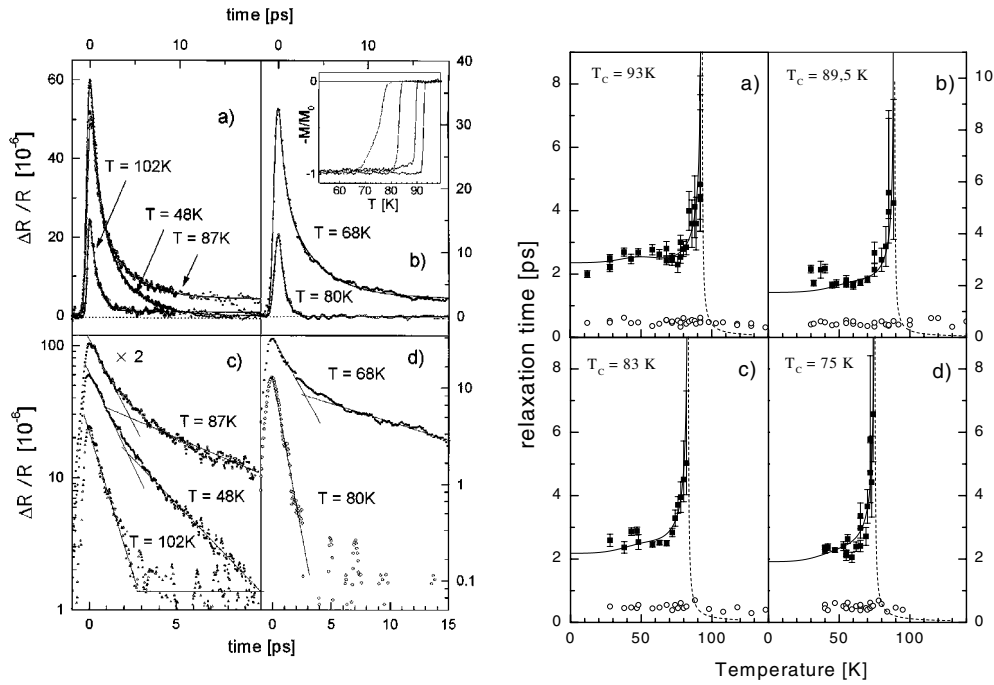 time [ps]
0 10 0 10
60
40
20
0
ΔR/R [10⁻⁶]
a)
T = 102K
T = 48K
T = 87K
40
30
20
10
0
0
-1
-M/M₀
60 70 80 90
T [K]
T = 68K
b)
T = 80K
100
10
1
ΔR/R [10⁻⁶]
× 2
c)
T = 87K
T = 48K
T = 102K
d)
T = 68K
T = 80K
10
1
0.1
0 5 0 5 10 15
time [ps]
relaxation time [ps]
8
6
4
2
T_C = 93K
a)
T_C = 89,5 K
b)
10
8
6
4
2
0
8
6
4
2
0
T_C = 83K
c)
T_C = 75 K
d)
8
6
4
2
0
0 50 100 50 100
Temperature [K]